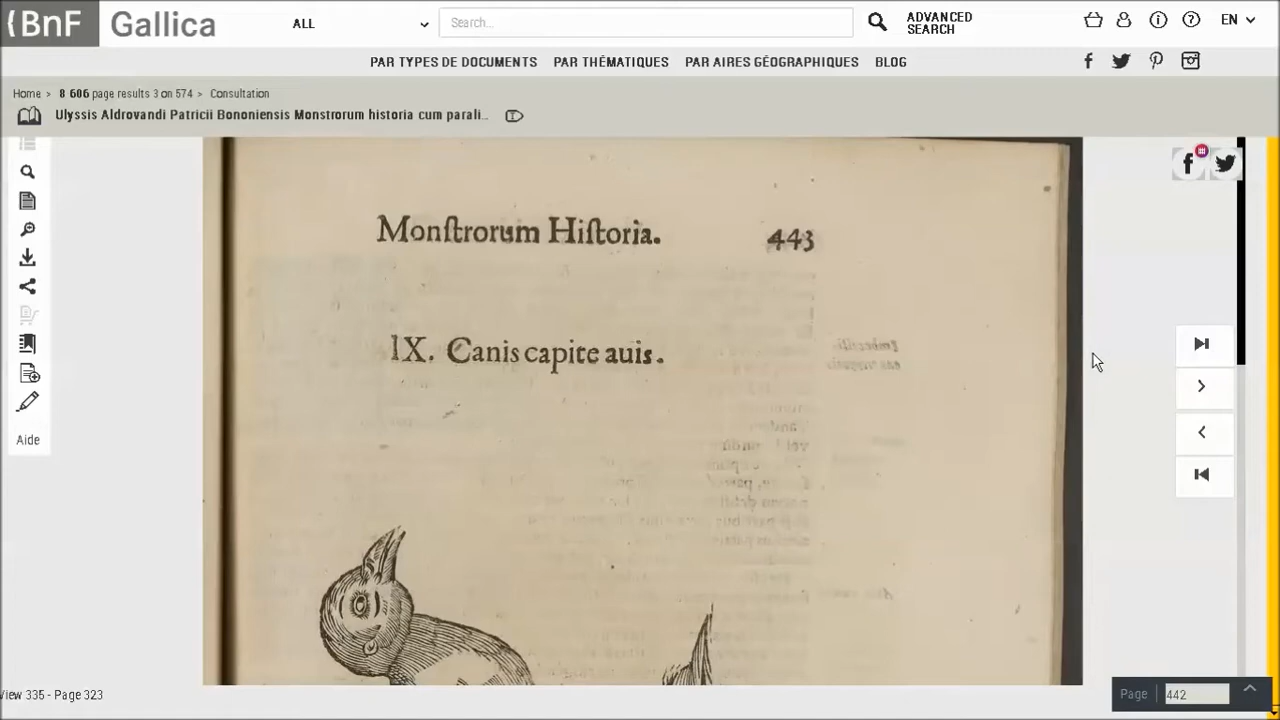 BnF Gallica ALL Search... ADVANCED SEARCH EN
PAR TYPES DE DOCUMENTS PAR THÉMATIQUES PAR AIRES GÉOGRAPHIQUES BLOG
Home > 8 606 page results 3 on 574 > Consultation
Ulyssis Aldrovandi Patricii Bononiensis Monstrorum historia cum parali..
Monſtrorum Hiſtoria. 443
IX. Canis capite auis.
Aide
View 335 - Page 323
Page 442